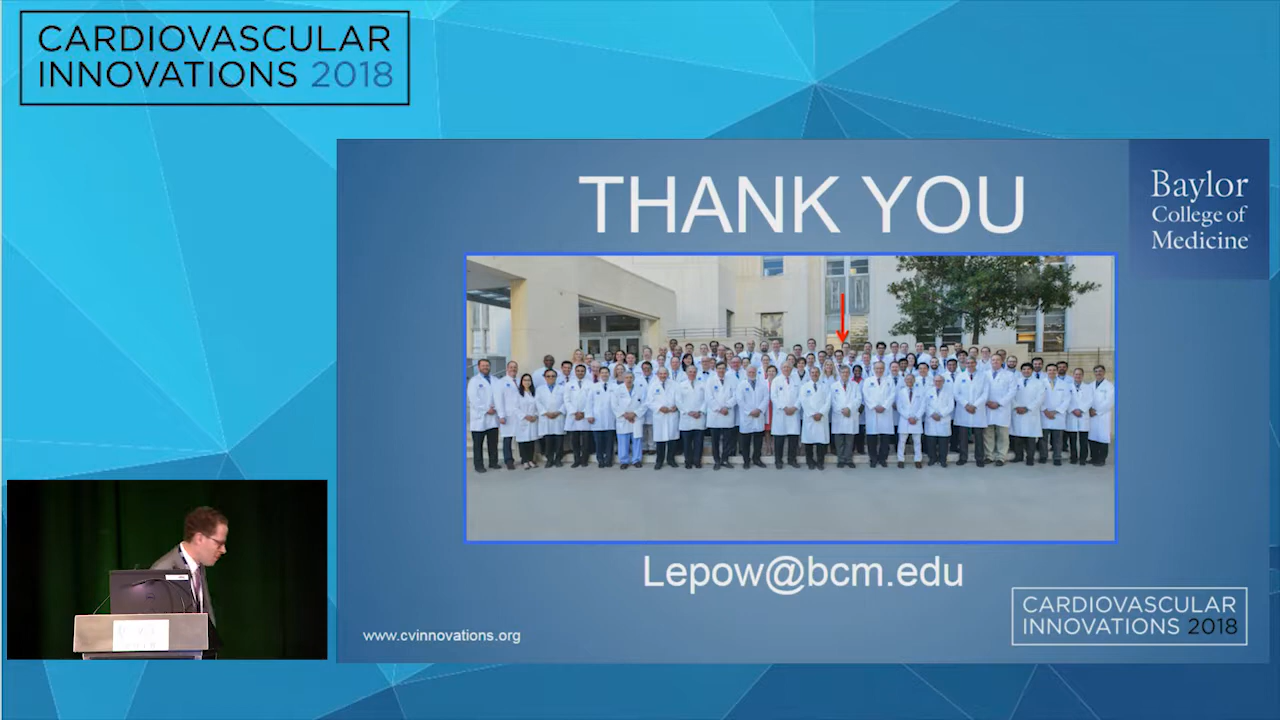 CARDIOVASCULAR
INNOVATIONS 2018
THANK YOU
Baylor
College of
Medicine
Lepow@bcm.edu
www.cvinnovations.org
CARDIOVASCULAR
INNOVATIONS 2018